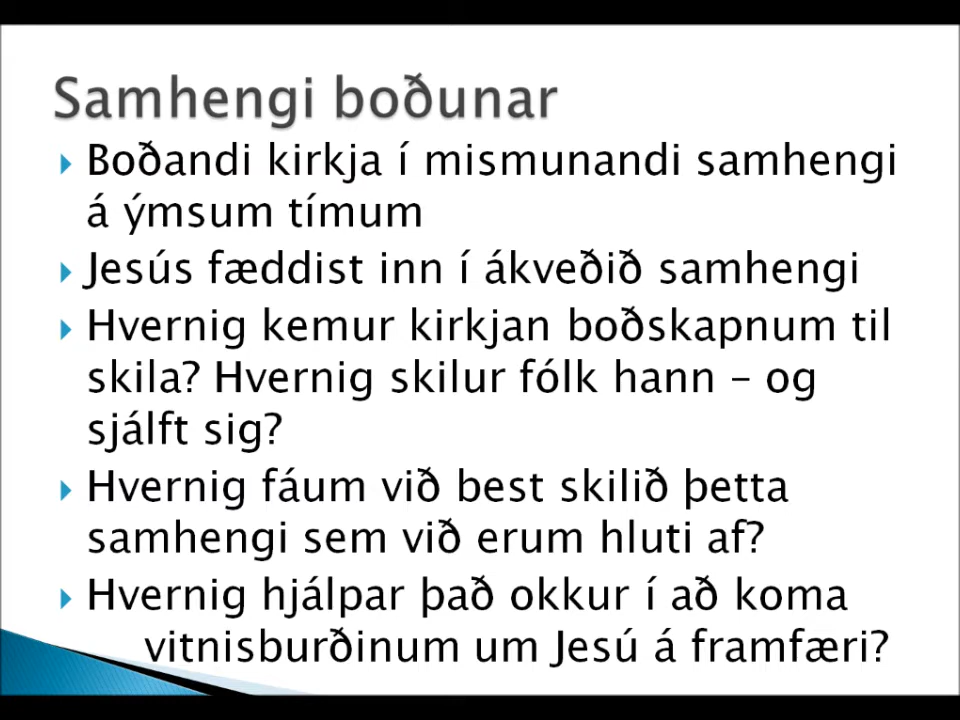 Samhengi boðunar
Boðandi kirkja í mismunandi samhengi
á ýmsum tímum
Jesús fæddist inn í ákveðið samhengi
Hvernig kemur kirkjan boðskapnum til
skila? Hvernig skilur fólk hann – og
sjálft sig?
Hvernig fáum við best skilið þetta
samhengi sem við erum hluti af?
Hvernig hjálpar það okkur í að koma
vitnisburðinum um Jesú á framfæri?